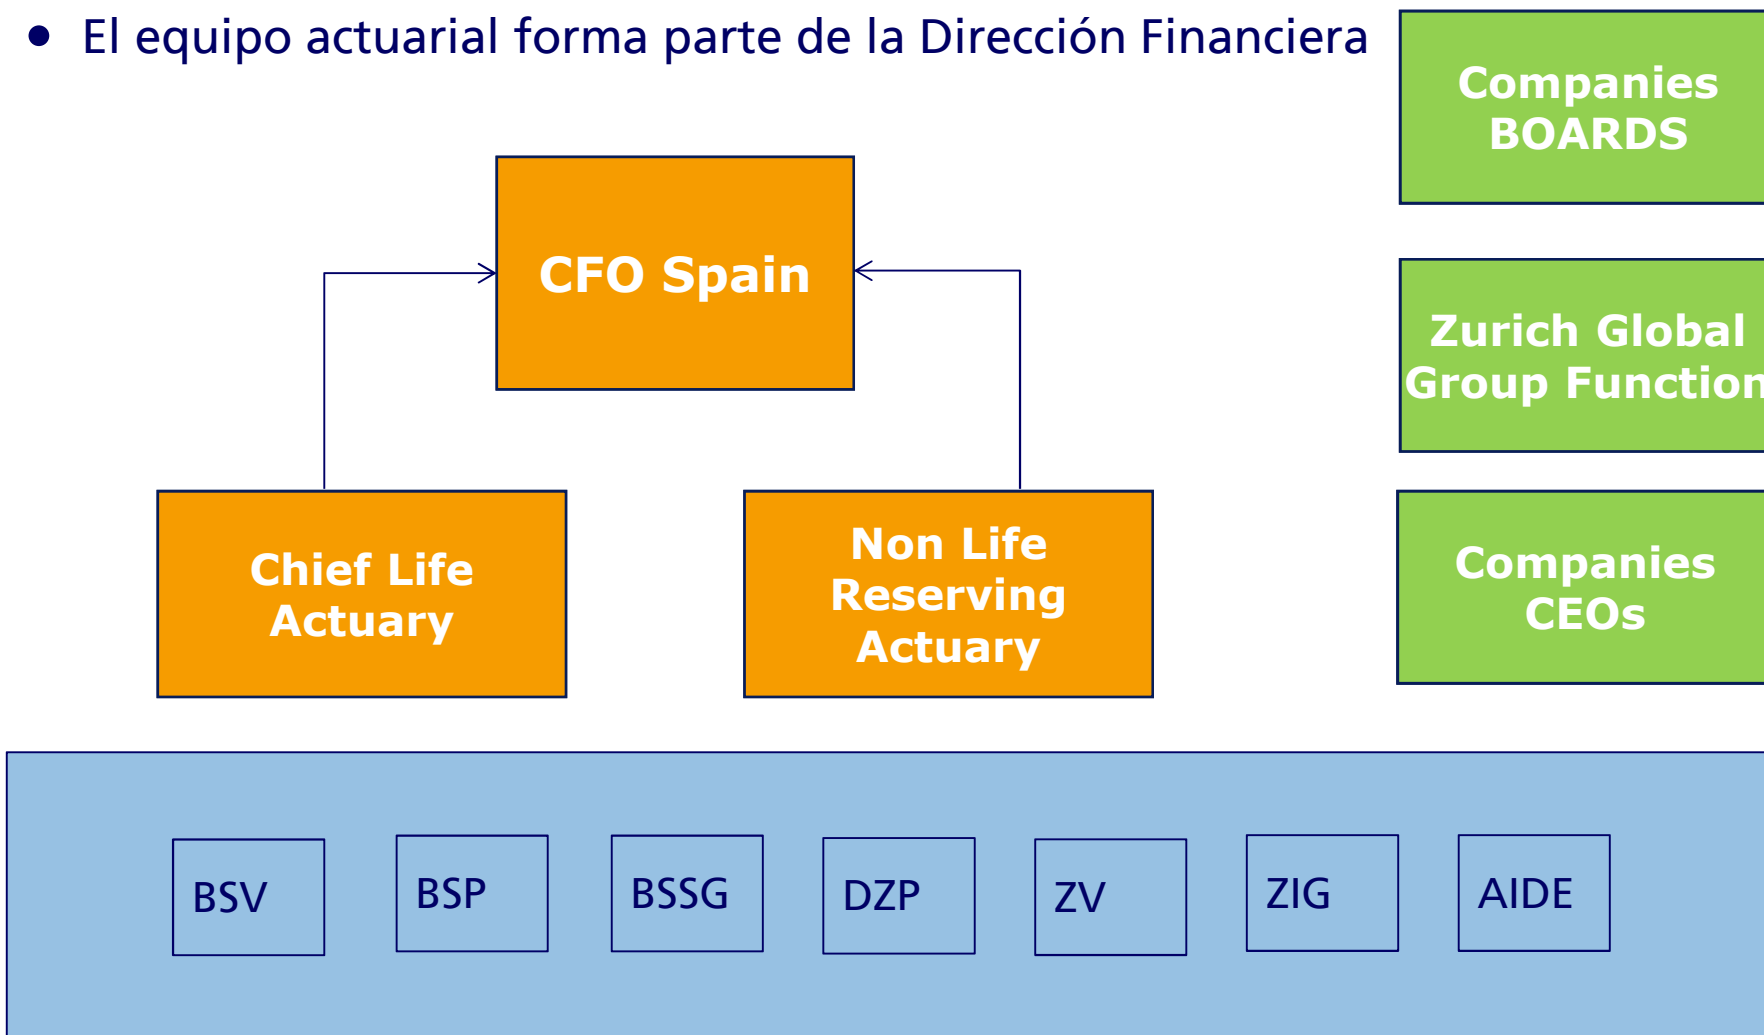 • El equipo actuarial forma parte de la Dirección Financiera
Companies
BOARDS
CFO Spain
Zurich Global
Group Function
Chief Life
Actuary
Non Life
Reserving
Actuary
Companies
CEOs
BSV
BSP
BSSG
DZP
ZV
ZIG
AIDE